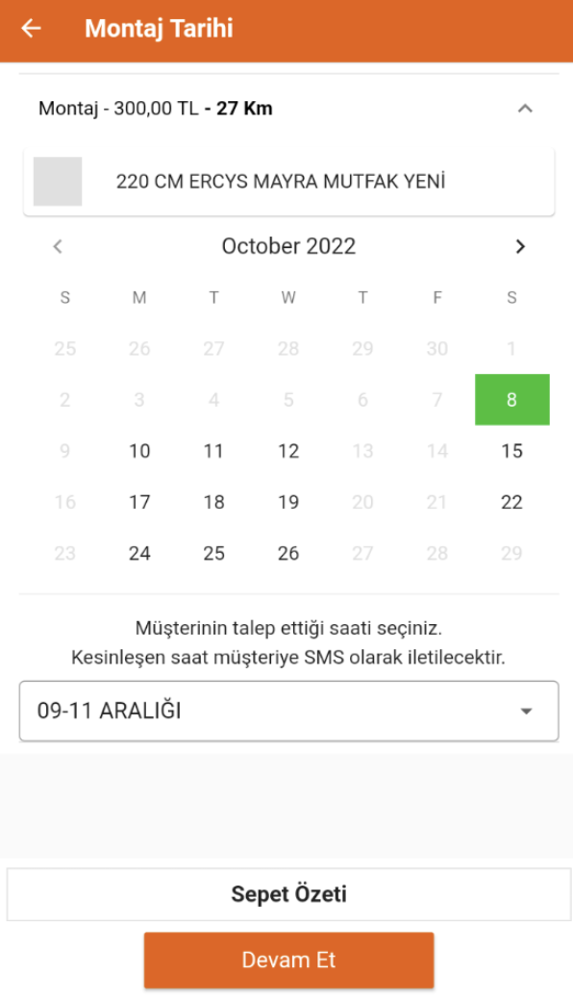 Montaj Tarihi
Montaj - 300,00 TL - 27 Km
220 CM ERCYS MAYRA MUTFAK YENİ
October 2022
S M T W T F S
25 26 27 28 29 30 1
2 3 4 5 6 7 8
9 10 11 12 13 14 15
16 17 18 19 20 21 22
23 24 25 26 27 28 29
Müşterinin talep ettiği saati seçiniz.
Kesinleşen saat müşteriye SMS olarak iletilecektir.
09-11 ARALIĞI
Sepet Özeti
Devam Et